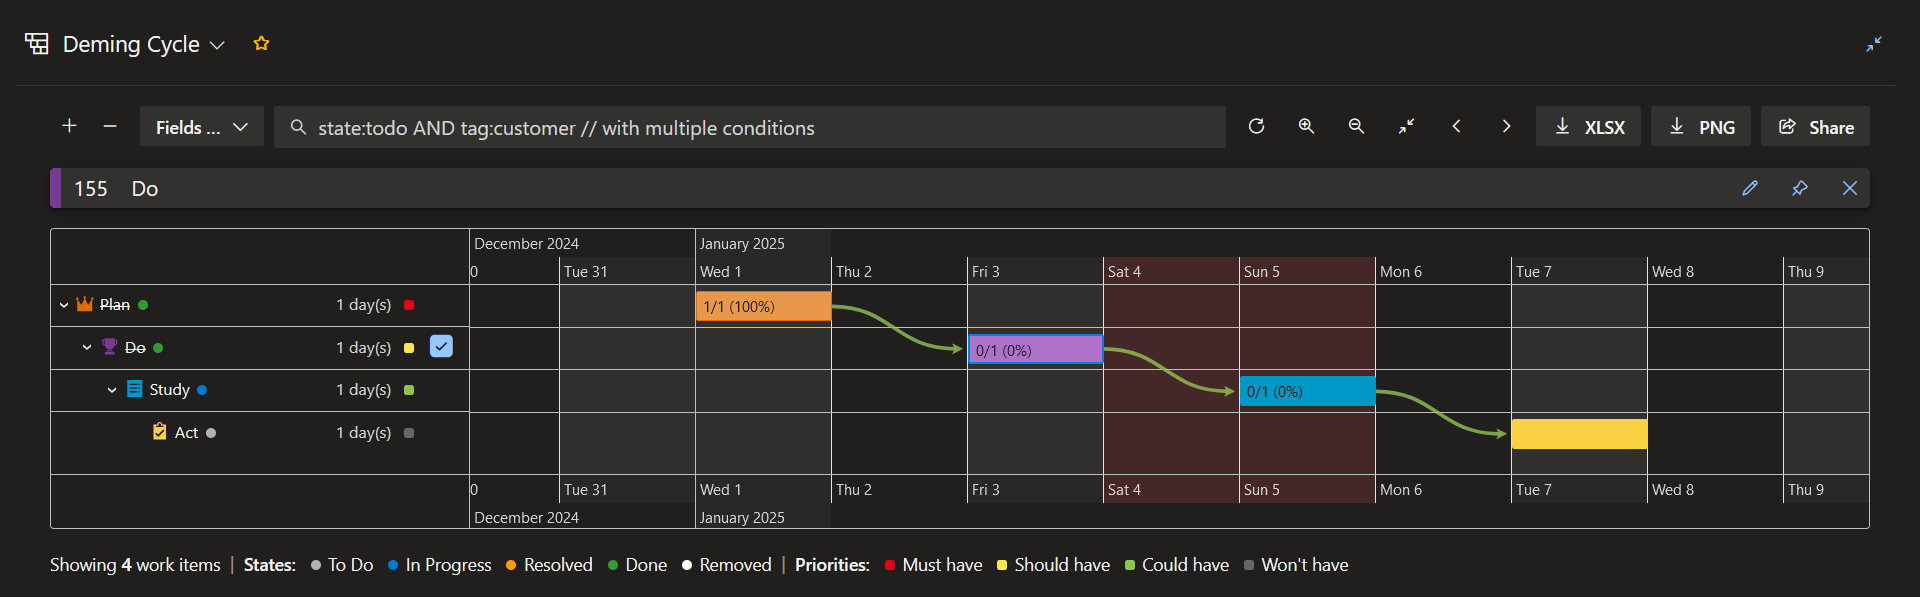 Deming Cycle
Fields ... state:todo AND tag:customer // with multiple conditions XLSX PNG Share
155 Do
December 2024 January 2025
0 Tue 31 Wed 1 Thu 2 Fri 3 Sat 4 Sun 5 Mon 6 Tue 7 Wed 8 Thu 9
Plan 1 day(s) 1/1 (100%)
Do 1 day(s) 0/1 (0%)
Study 1 day(s) 0/1 (0%)
Act 1 day(s)
0 Tue 31 Wed 1 Thu 2 Fri 3 Sat 4 Sun 5 Mon 6 Tue 7 Wed 8 Thu 9
December 2024 January 2025
Showing 4 work items | States: To Do In Progress Resolved Done Removed | Priorities: Must have Should have Could have Won't have